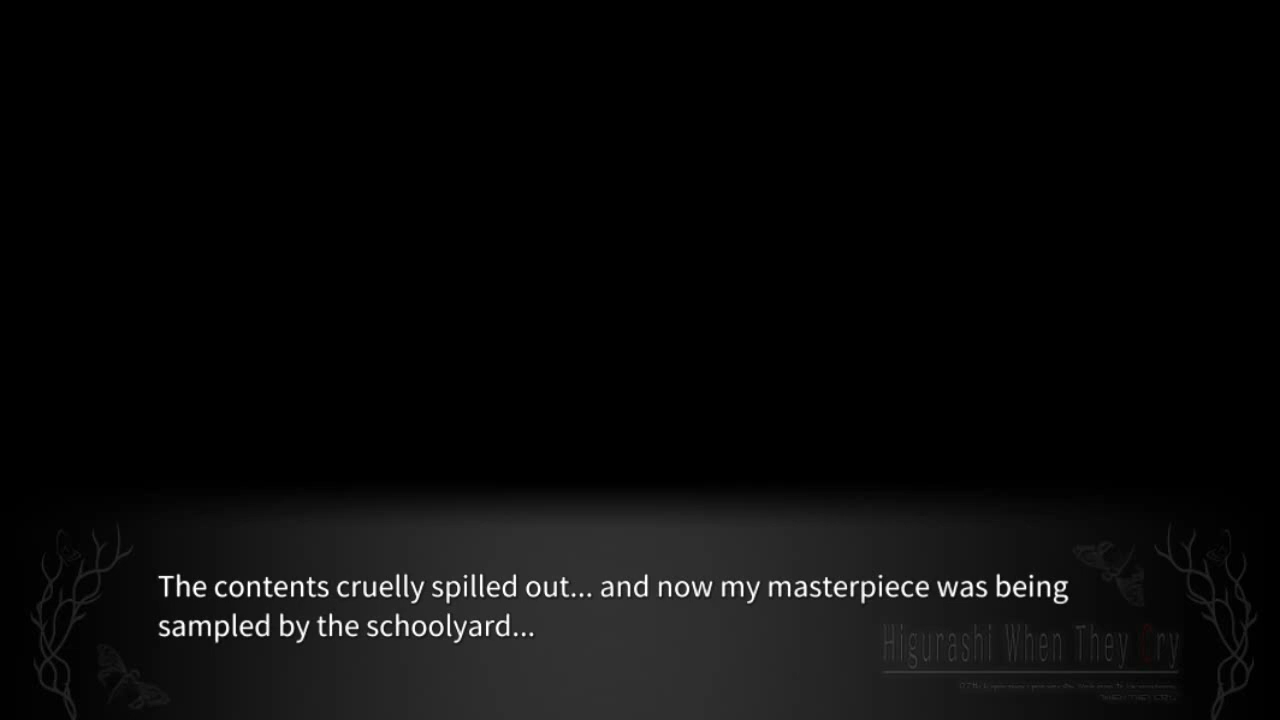 The contents cruelly spilled out... and now my masterpiece was being
sampled by the schoolyard...
Higurashi When They Cry